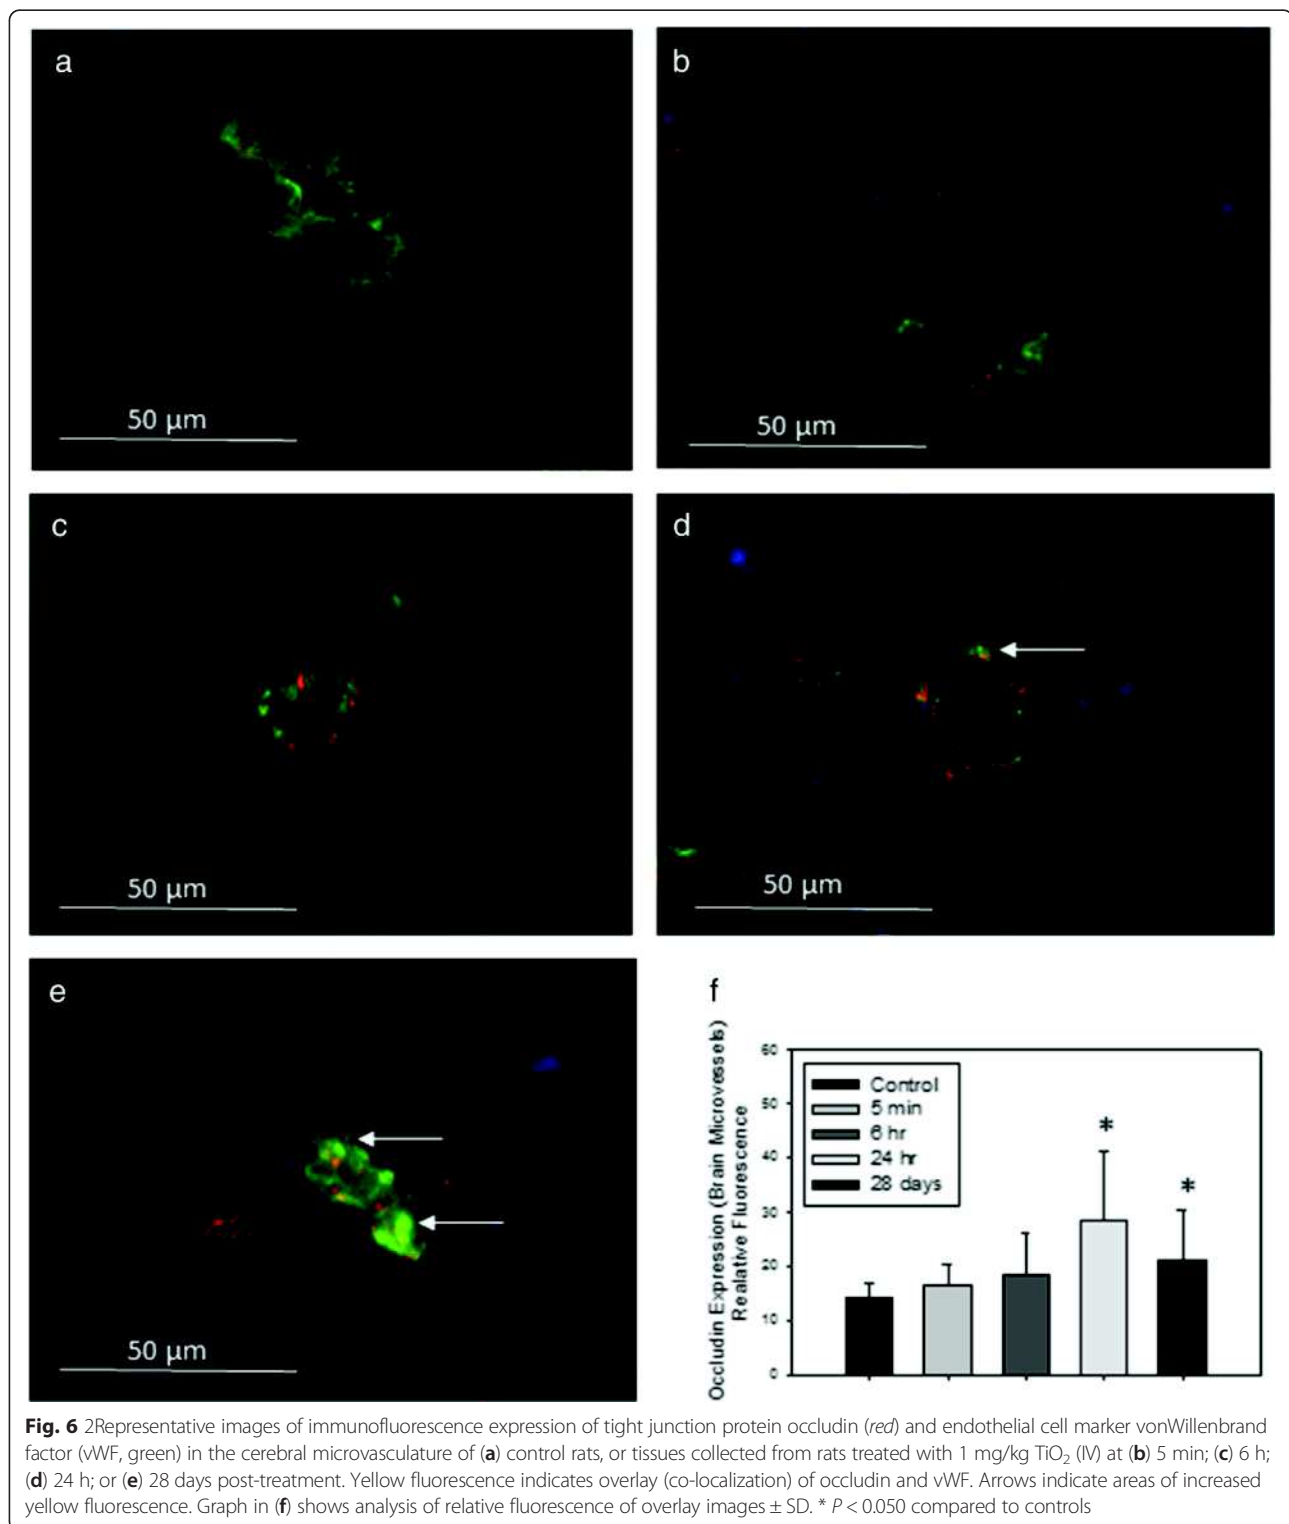 a
b
50 µm
50 µm
c
d
50 µm
50 µm
e
f
50 µm
Occludin Expression (Brain Microvessels)
Realative Fluorescence
60
50
40
30
20
10
0
Control
5 min
6 hr
24 hr
28 days
*
*
Fig. 6 2Representative images of immunofluorescence expression of tight junction protein occludin (red) and endothelial cell marker vonWillenbrand
factor (vWF, green) in the cerebral microvasculature of (a) control rats, or tissues collected from rats treated with 1 mg/kg TiO₂ (IV) at (b) 5 min; (c) 6 h;
(d) 24 h; or (e) 28 days post-treatment. Yellow fluorescence indicates overlay (co-localization) of occludin and vWF. Arrows indicate areas of increased
yellow fluorescence. Graph in (f) shows analysis of relative fluorescence of overlay images ± SD. * P < 0.050 compared to controls